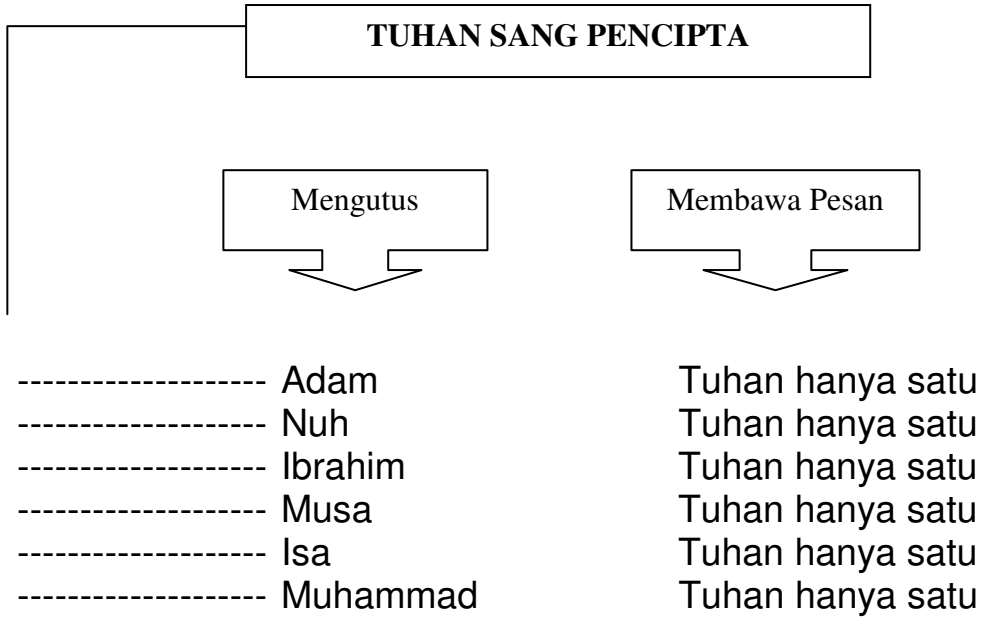 TUHAN SANG PENCIPTA
Mengutus Membawa Pesan
-------------------- Adam Tuhan hanya satu
-------------------- Nuh Tuhan hanya satu
-------------------- Ibrahim Tuhan hanya satu
-------------------- Musa Tuhan hanya satu
-------------------- Isa Tuhan hanya satu
-------------------- Muhammad Tuhan hanya satu